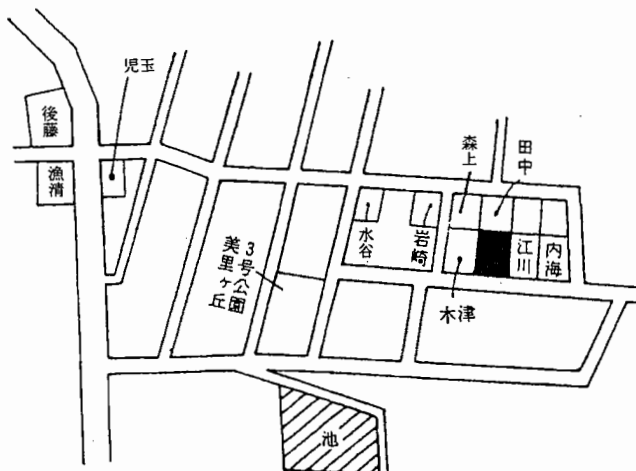 児玉
後藤
漁清
森上
田中
水谷
岩崎
江川
内海
木津
3号公園
美里ヶ丘
池